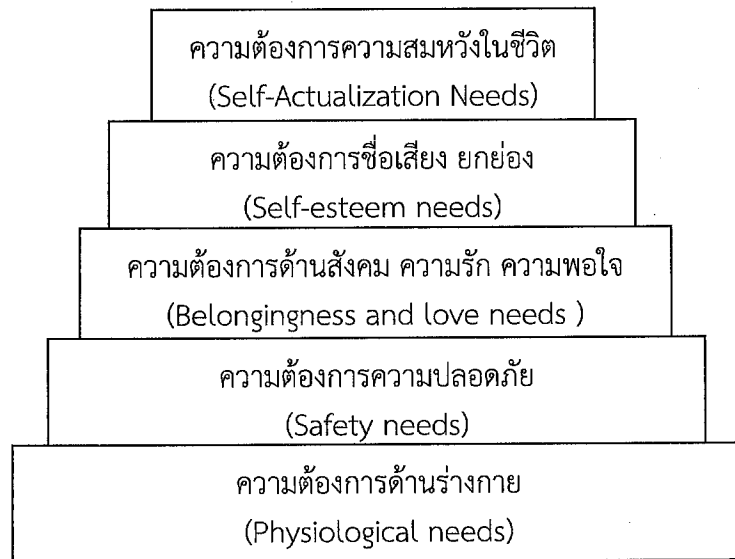 ความต้องการความสมหวังในชีวิต
(Self-Actualization Needs)
ความต้องการชื่อเสียง ยกย่อง
(Self-esteem needs)
ความต้องการด้านสังคม ความรัก ความพอใจ
(Belongingness and love needs )
ความต้องการความปลอดภัย
(Safety needs)
ความต้องการด้านร่างกาย
(Physiological needs)